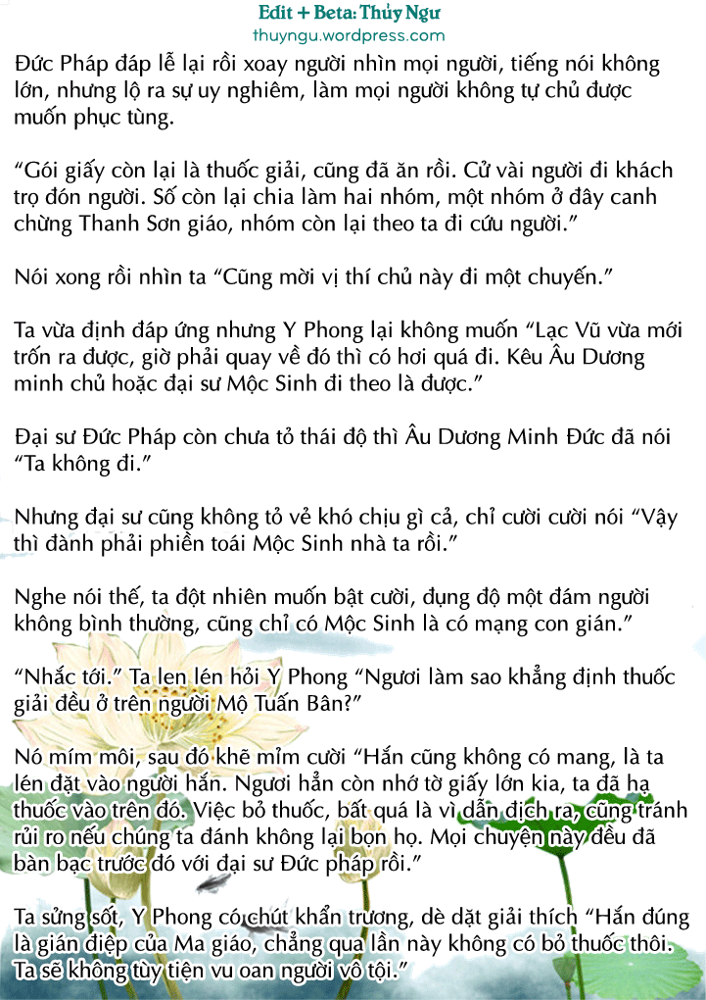 Edit + Beta: Thủy Ngư
thuyngu.wordpress.com
Đức Pháp đáp lễ lại rồi xoay người nhìn mọi người, tiếng nói không
lớn, nhưng lộ ra sự uy nghiêm, làm mọi người không tự chủ được
muốn phục tùng.
“Gói giấy còn lại là thuốc giải, cũng đã ăn rồi. Cử vài người đi khách
trọ đón người. Số còn lại chia làm hai nhóm, một nhóm ở đây canh
chừng Thanh Sơn giáo, nhóm còn lại theo ta đi cứu người.”
Nói xong rồi nhìn ta “Cũng mời vị thí chủ này đi một chuyến.”
Ta vừa định đáp ứng nhưng Y Phong lại không muốn “Lạc Vũ vừa mới
trốn ra được, giờ phải quay về đó thì có hơi quá đi. Kêu Âu Dương
minh chủ hoặc đại sư Mộc Sinh đi theo là được.”
Đại sư Đức Pháp còn chưa tỏ thái độ thì Âu Dương Minh Đức đã nói
“Ta không đi.”
Nhưng đại sư cũng không tỏ vẻ khó chịu gì cả, chỉ cười cười nói “Vậy
thì đành phải phiền toái Mộc Sinh nhà ta rồi.”
Nghe nói thế, ta đột nhiên muốn bật cười, đụng độ một đám người
không bình thường, cũng chỉ có Mộc Sinh là có mạng con gián.”
“Nhắc tới.” Ta len lén hỏi Y Phong “Ngươi làm sao khẳng định thuốc
giải đều ở trên người Mộ Tuấn Bân?”
Nó mím môi, sau đó khẽ mỉm cười “Hắn cũng không có mang, là ta
lén đặt vào người hắn. Ngươi hẳn còn nhớ tờ giấy lớn kia, ta đã hạ
thuốc vào trên đó. Việc bỏ thuốc, bất quá là vì dẫn địch ra, cũng tránh
rủi ro nếu chúng ta đánh không lại bọn họ. Mọi chuyện này đều đã
bàn bạc trước đó với đại sư Đức pháp rồi.”
Ta sửng sốt, Y Phong có chút khẩn trương, dè dặt giải thích “Hắn đúng
là gián điệp của Ma giáo, chẳng qua lần này không có bỏ thuốc thôi.
Ta sẽ không tùy tiện vu oan người vô tội.”